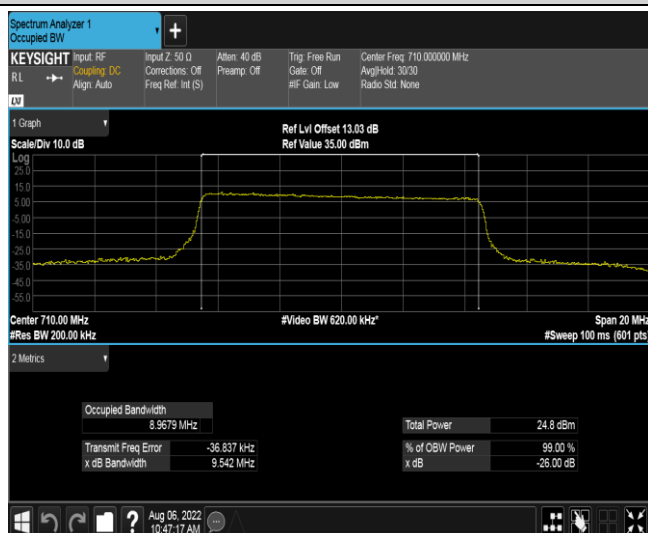 Spectrum Analyzer 1
Occupied BW
+
KEYSIGHT
R L
LXI
Input: RF
Coupling: DC
Align: Auto
Input Z: 50 Ω
Corrections: Off
Freq Ref: Int (S)
Atten: 40 dB
Preamp: Off
Trig: Free Run
Gate: Off
#IF Gain: Low
Center Freq: 710.000000 MHz
Avg|Hold: 30/30
Radio Std: None
1 Graph
Scale/Div 10.0 dB
Ref Lvl Offset 13.03 dB
Ref Value 35.00 dBm
Log
25.0
15.0
5.00
-5.00
-15.0
-25.0
-35.0
-45.0
-55.0
Center 710.00 MHz
#Res BW 200.00 kHz
#Video BW 620.00 kHz*
Span 20 MHz
#Sweep 100 ms (601 pts)
2 Metrics
Occupied Bandwidth
8.9679 MHz
Transmit Freq Error -36.837 kHz
x dB Bandwidth 9.542 MHz
Total Power 24.8 dBm
% of OBW Power 99.00 %
x dB -26.00 dB
?
Aug 06, 2022
10:47:17 AM